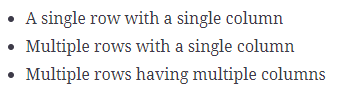 • A single row with a single column
• Multiple rows with a single column
• Multiple rows having multiple columns